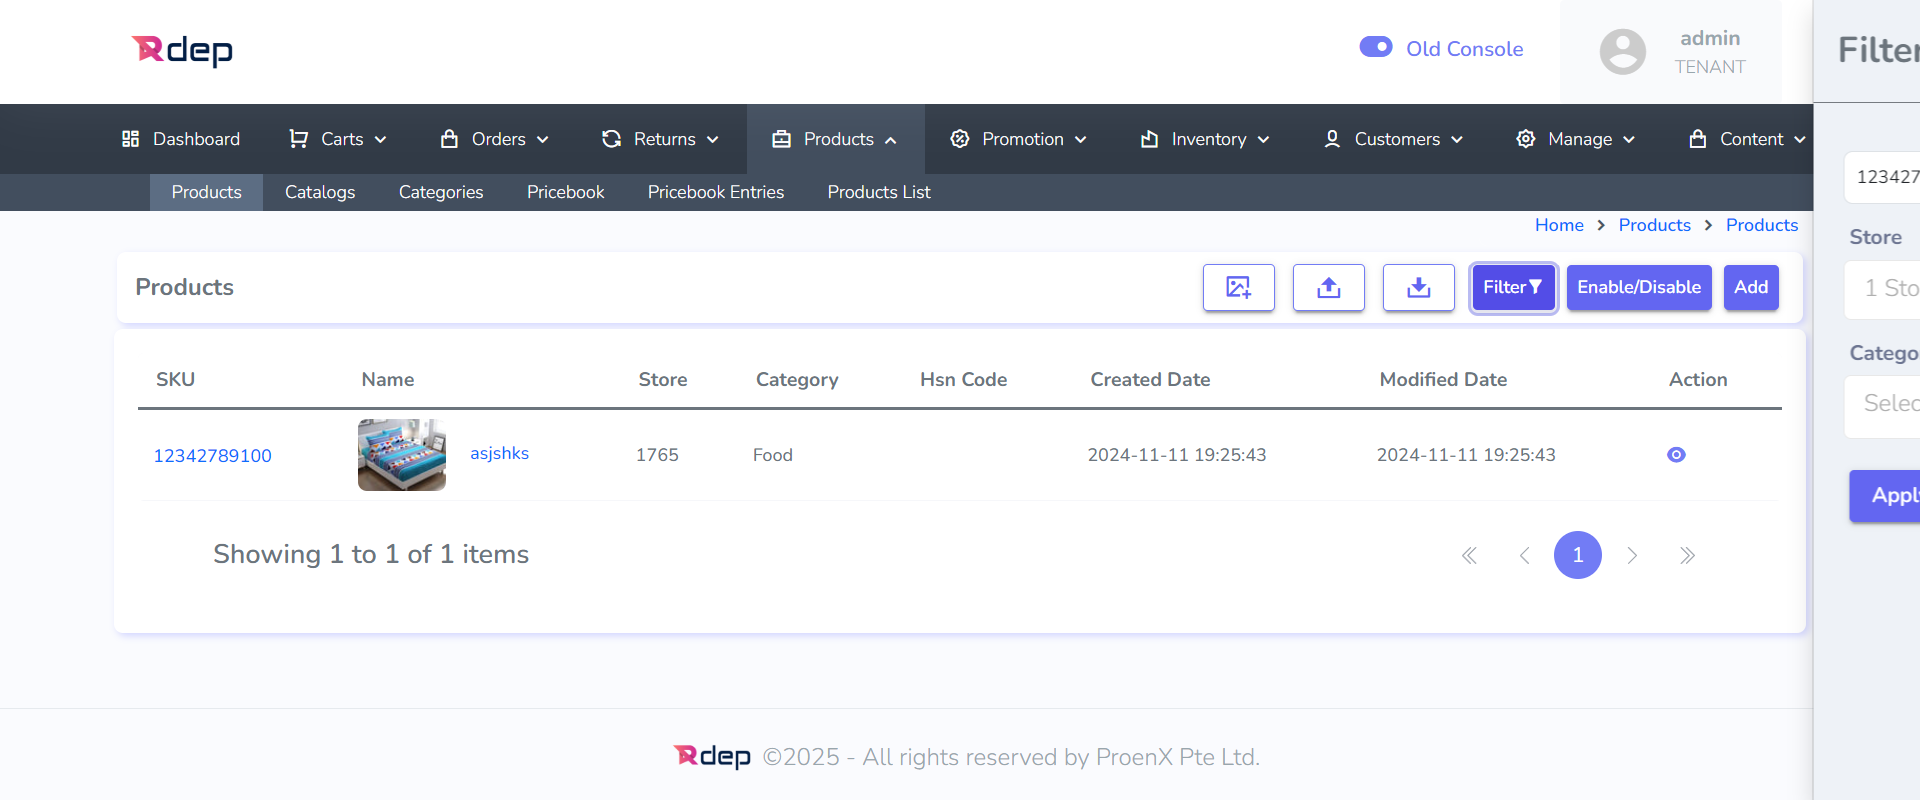 Rdep
Old Console
admin
TENANT
Filter
Dashboard
Carts
Orders
Returns
Products
Promotion
Inventory
Customers
Manage
Content
Products
Catalogs
Categories
Pricebook
Pricebook Entries
Products List
Home > Products > Products
Products
Filter
Enable/Disable
Add
SKU
Name
Store
Category
Hsn Code
Created Date
Modified Date
Action
12342789100
asjshks
1765
Food
2024-11-11 19:25:43
2024-11-11 19:25:43
Showing 1 to 1 of 1 items
1
123427
Store
1 Sto
Catego
Selec
Apply
Rdep ©2025 - All rights reserved by ProenX Pte Ltd.